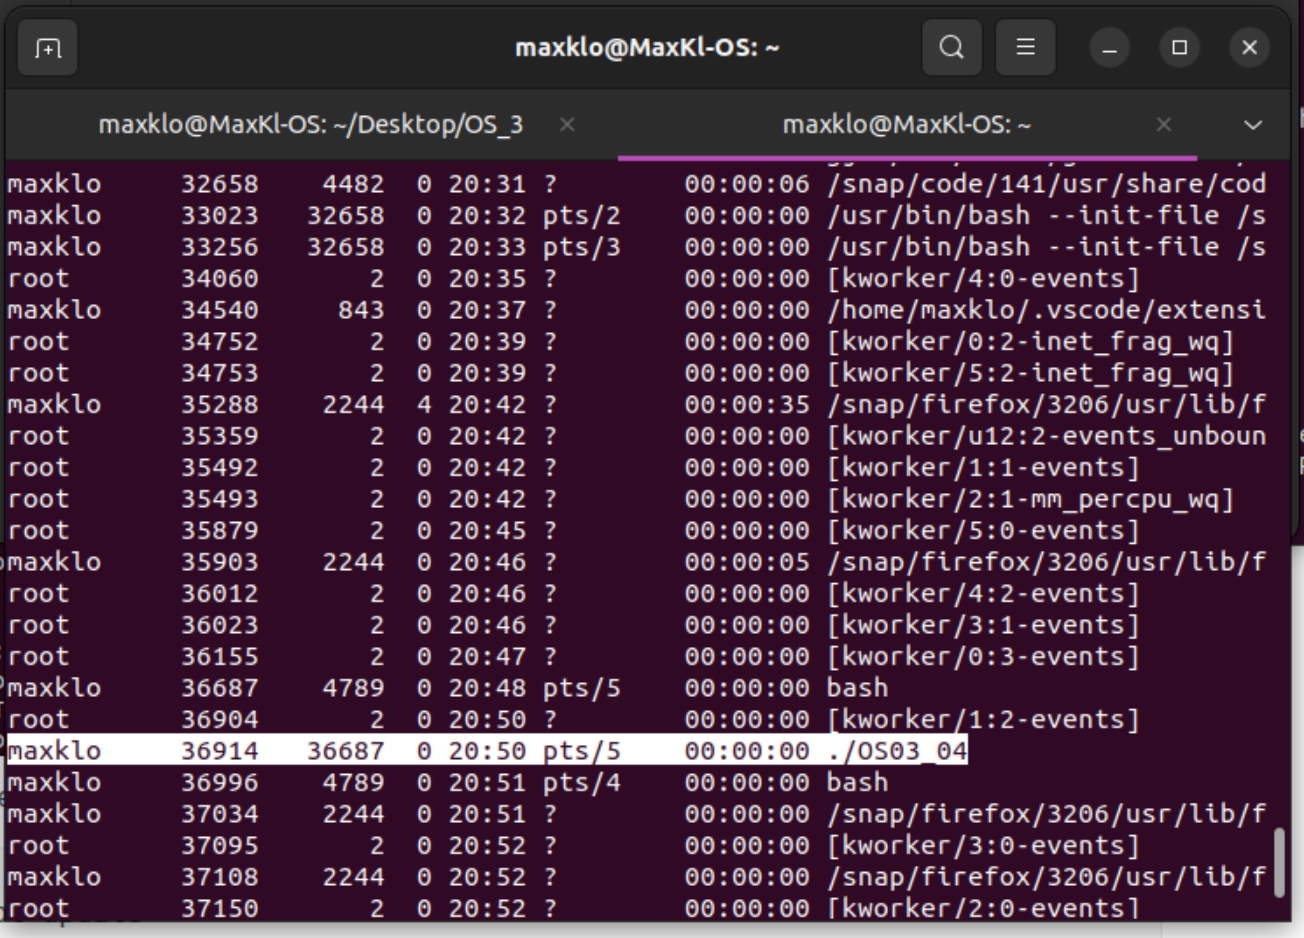 maxklo@MaxKl-OS: ~
maxklo@MaxKl-OS: ~/Desktop/OS_3 × maxklo@MaxKl-OS: ~ ×
maxklo 32658 4482 0 20:31 ? 00:00:06 /snap/code/141/usr/share/cod
maxklo 33023 32658 0 20:32 pts/2 00:00:00 /usr/bin/bash --init-file /s
maxklo 33256 32658 0 20:33 pts/3 00:00:00 /usr/bin/bash --init-file /s
root 34060 2 0 20:35 ? 00:00:00 [kworker/4:0-events]
maxklo 34540 843 0 20:37 ? 00:00:00 /home/maxklo/.vscode/extensi
root 34752 2 0 20:39 ? 00:00:00 [kworker/0:2-inet_frag_wq]
root 34753 2 0 20:39 ? 00:00:00 [kworker/5:2-inet_frag_wq]
maxklo 35288 2244 4 20:42 ? 00:00:35 /snap/firefox/3206/usr/lib/f
root 35359 2 0 20:42 ? 00:00:00 [kworker/u12:2-events_unboun
root 35492 2 0 20:42 ? 00:00:00 [kworker/1:1-events]
root 35493 2 0 20:42 ? 00:00:00 [kworker/2:1-mm_percpu_wq]
root 35879 2 0 20:45 ? 00:00:00 [kworker/5:0-events]
maxklo 35903 2244 0 20:46 ? 00:00:05 /snap/firefox/3206/usr/lib/f
root 36012 2 0 20:46 ? 00:00:00 [kworker/4:2-events]
root 36023 2 0 20:46 ? 00:00:00 [kworker/3:1-events]
root 36155 2 0 20:47 ? 00:00:00 [kworker/0:3-events]
maxklo 36687 4789 0 20:48 pts/5 00:00:00 bash
root 36904 2 0 20:50 ? 00:00:00 [kworker/1:2-events]
maxklo 36914 36687 0 20:50 pts/5 00:00:00 ./OS03_04
maxklo 36996 4789 0 20:51 pts/4 00:00:00 bash
maxklo 37034 2244 0 20:51 ? 00:00:00 /snap/firefox/3206/usr/lib/f
root 37095 2 0 20:52 ? 00:00:00 [kworker/3:0-events]
maxklo 37108 2244 0 20:52 ? 00:00:00 /snap/firefox/3206/usr/lib/f
root 37150 2 0 20:52 ? 00:00:00 [kworker/2:0-events]